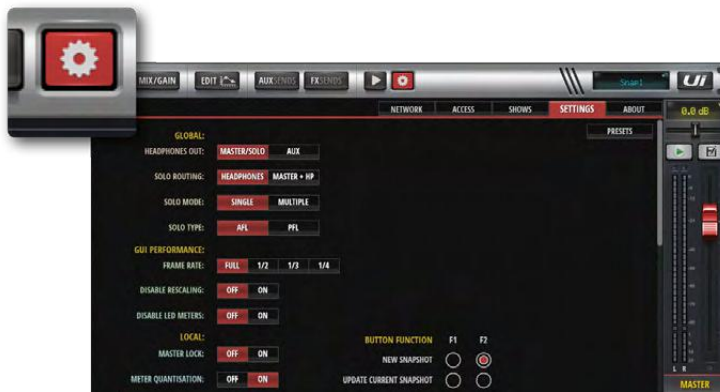 MIX/GAIN EDIT AUX SENDS FX SENDS Snap1 Ui
NETWORK ACCESS SHOWS SETTINGS ABOUT 0.0 dB
GLOBAL: PRESETS
HEADPHONES OUT: MASTER/SOLO AUX
SOLO ROUTING: HEADPHONES MASTER + HP
SOLO MODE: SINGLE MULTIPLE
SOLO TYPE: AFL PFL
GUI PERFORMANCE:
FRAME RATE: FULL 1/2 1/3 1/4
DISABLE RESCALING: OFF ON
DISABLE LED METERS: OFF ON
LOCAL: BUTTON FUNCTION F1 F2
MASTER LOCK: OFF ON
NEW SNAPSHOT
METER QUANTISATION: OFF ON UPDATE CURRENT SNAPSHOT
L R
MASTER